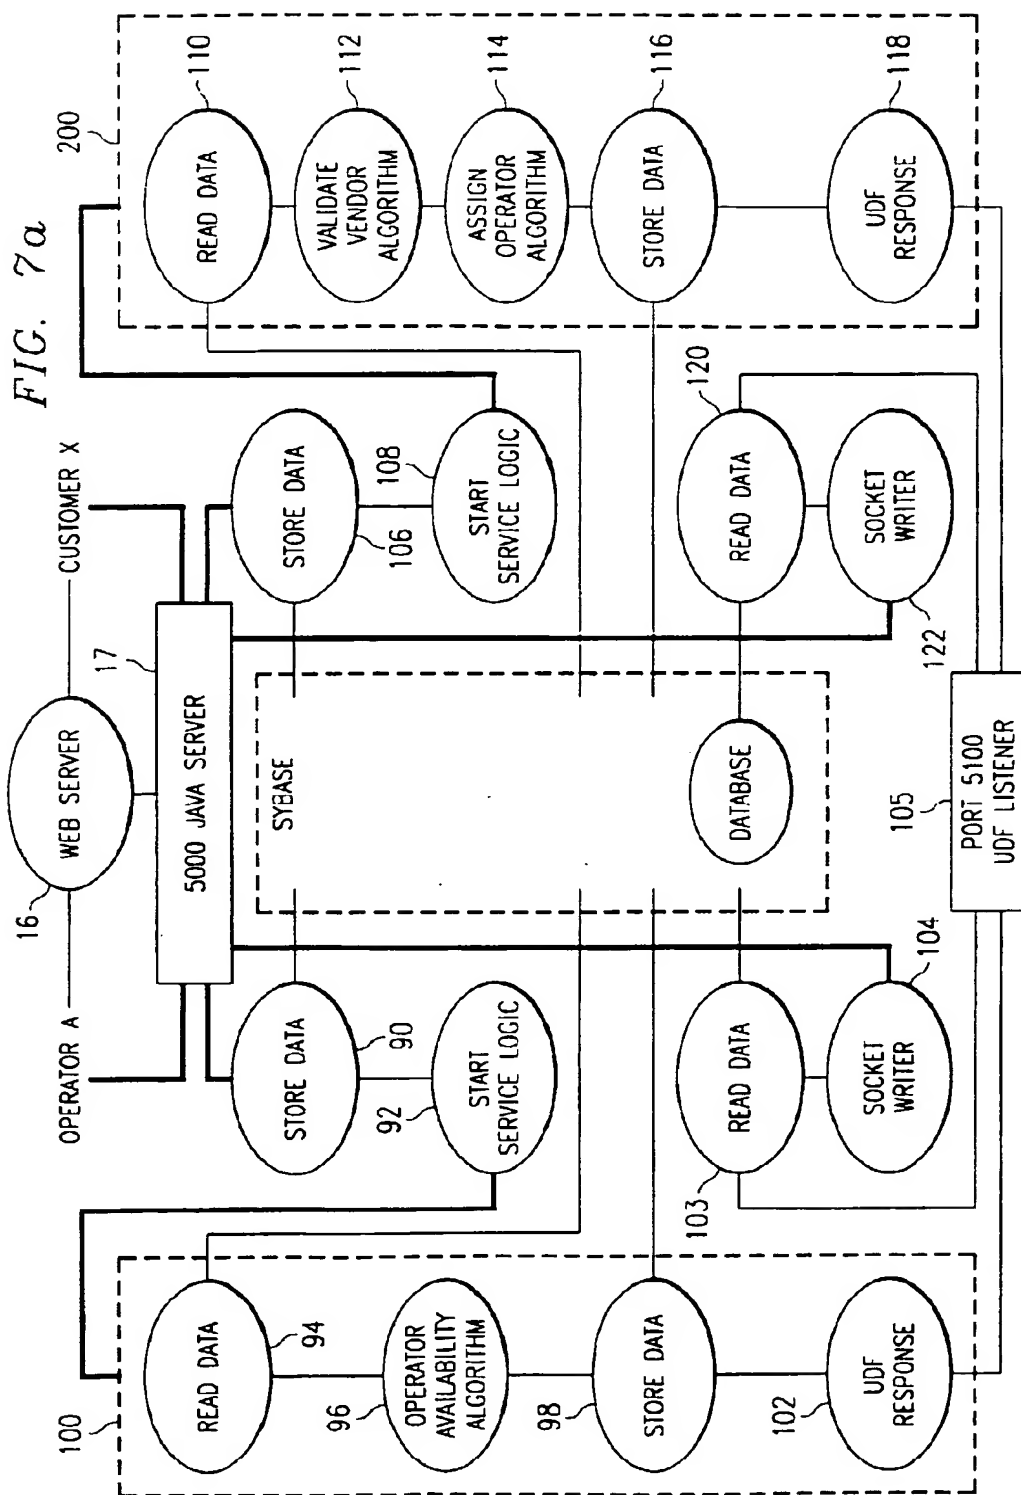 FIG. 7a
OPERATOR A
16
WEB SERVER
CUSTOMER X
17
5000 JAVA SERVER
100
READ DATA
94
96
OPERATOR
AVAILABILITY
ALGORITHM
98
STORE DATA
102
UDF
RESPONSE
STORE DATA
90
92
START
SERVICE LOGIC
103
READ DATA
SOCKET
WRITER
104
SYBASE
DATABASE
105
PORT 5100
UDF LISTENER
STORE DATA
106
108
START
SERVICE LOGIC
READ DATA
120
SOCKET
WRITER
122
200
READ DATA
110
VALIDATE
VENDOR
ALGORITHM
112
ASSIGN
OPERATOR
ALGORITHM
114
STORE DATA
116
UDF
RESPONSE
118